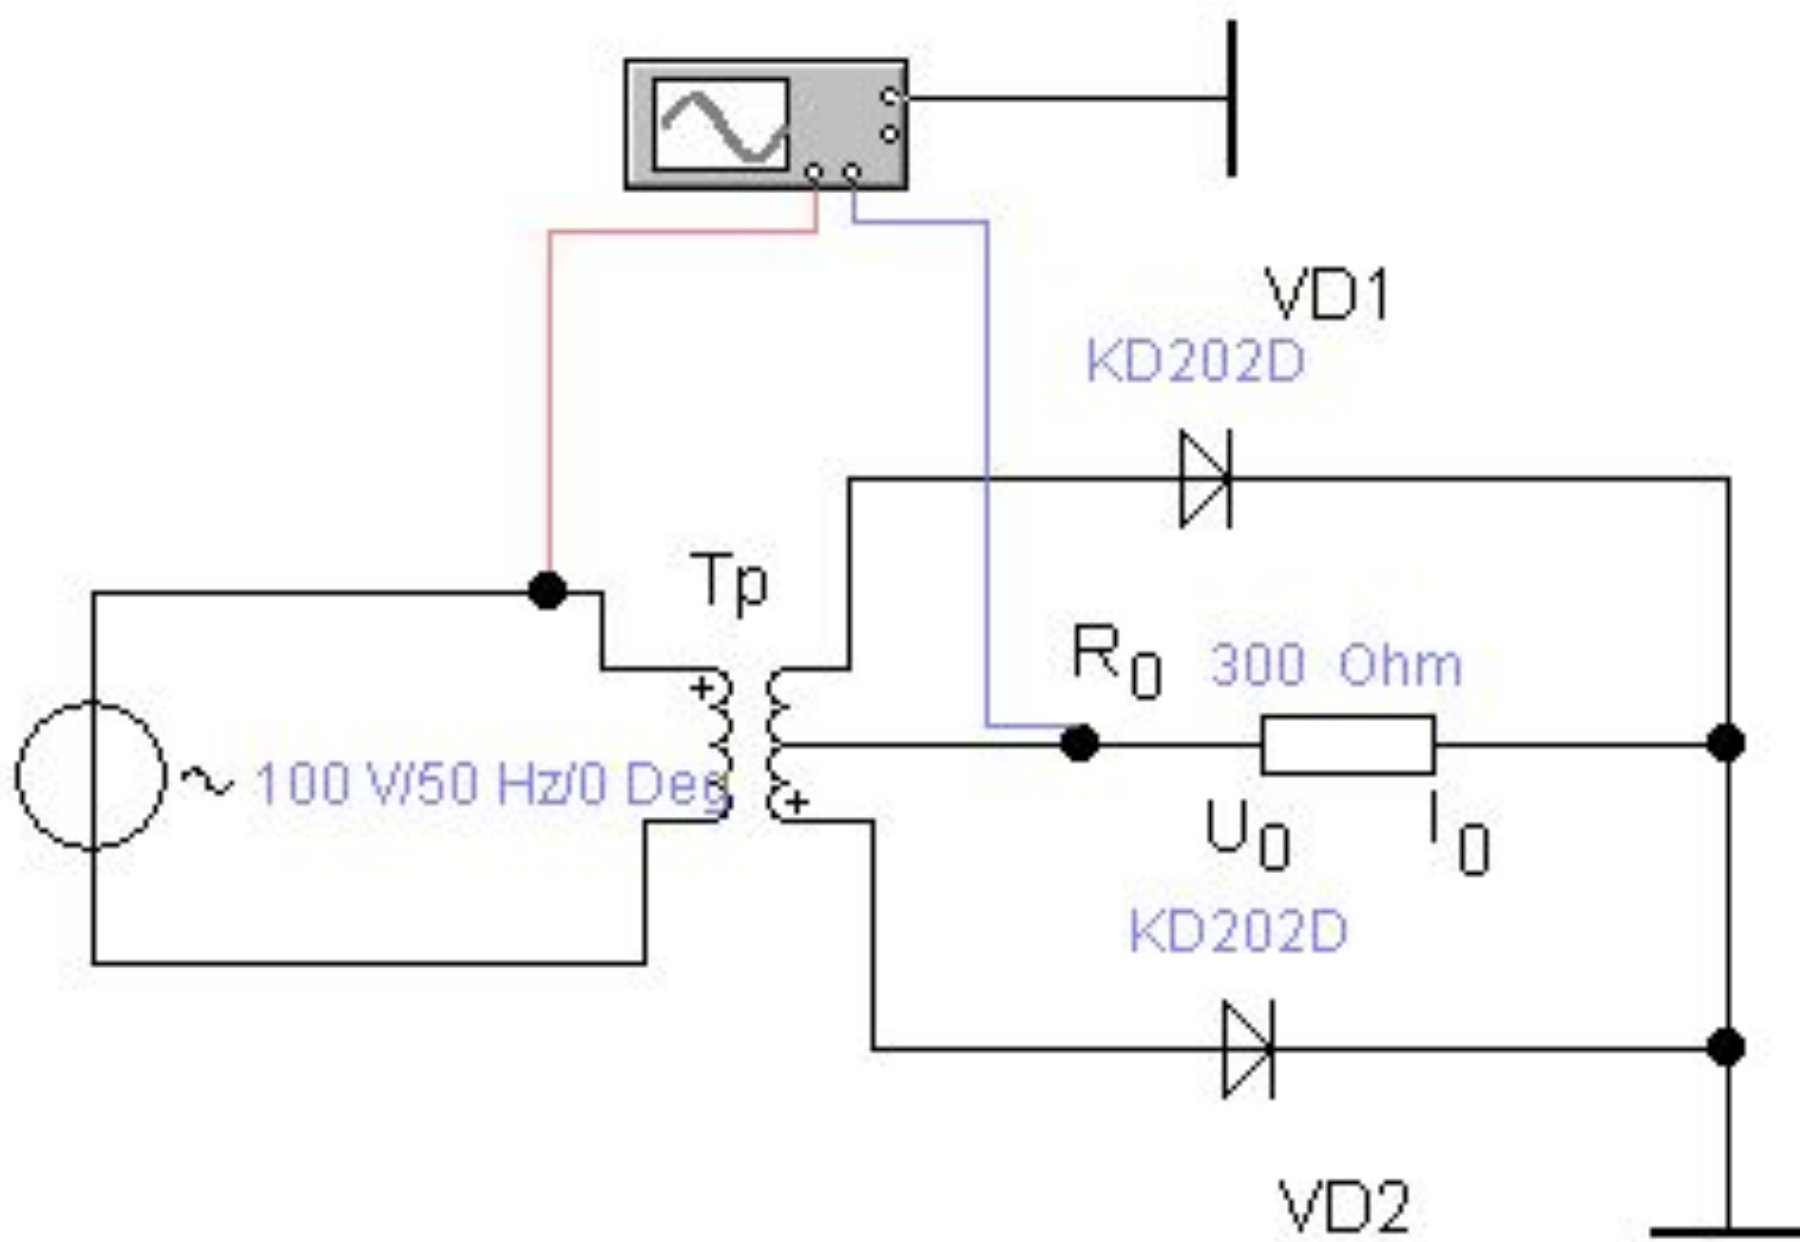 VD1
KD202D
Tp
R0 300 Ohm
+
~ 100 V/50 Hz/0 Deg
+
U0 I0
KD202D
VD2